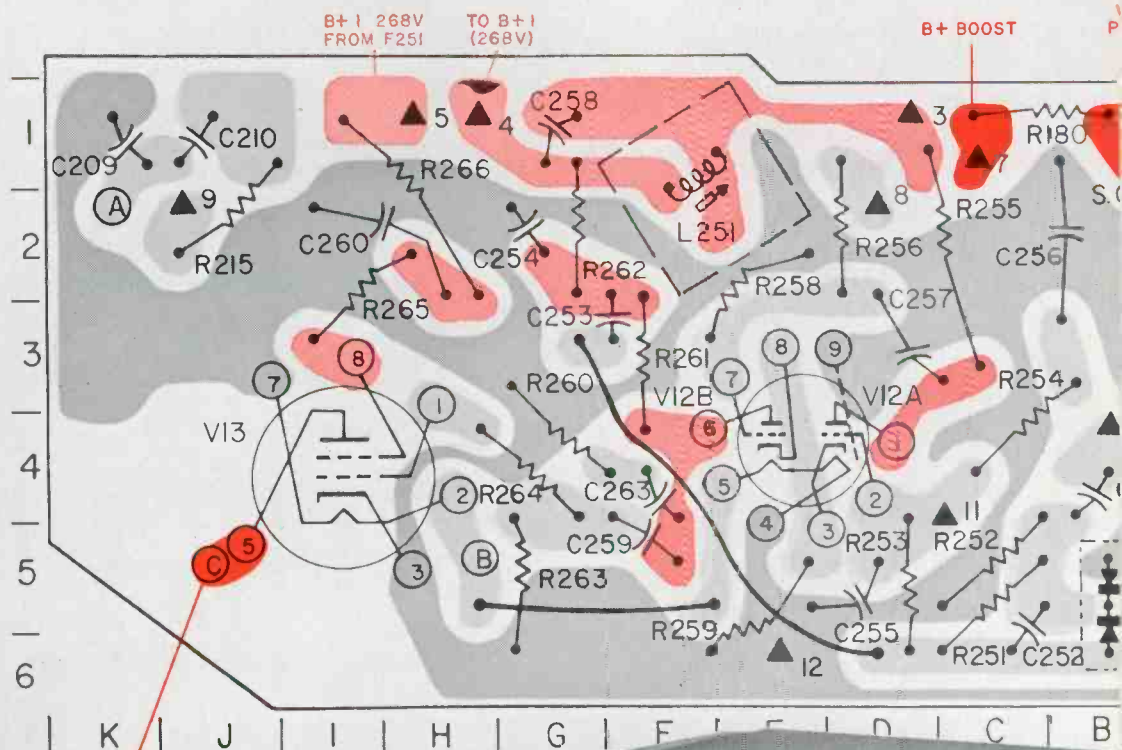 B+1 268V
FROM F251
TO B+1
(268V)
B+ BOOST
P
1
C258
5
4
3
7
R180
C209
C210
R266
A
9
8
R255
S.
2
R215
C260
C254
R262
L251
R256
C256
R265
C253
R258
C257
3
8
R261
8
9
R254
7
R260
V12B
7
V12A
V13
1
6
1
4
2
R264
C263
5
2
11
4
3
C
5
3
B
C259
R253
R252
5
R263
R259
C255
R251
C252
6
12
K
J
I
H
G
F
E
D
C
B